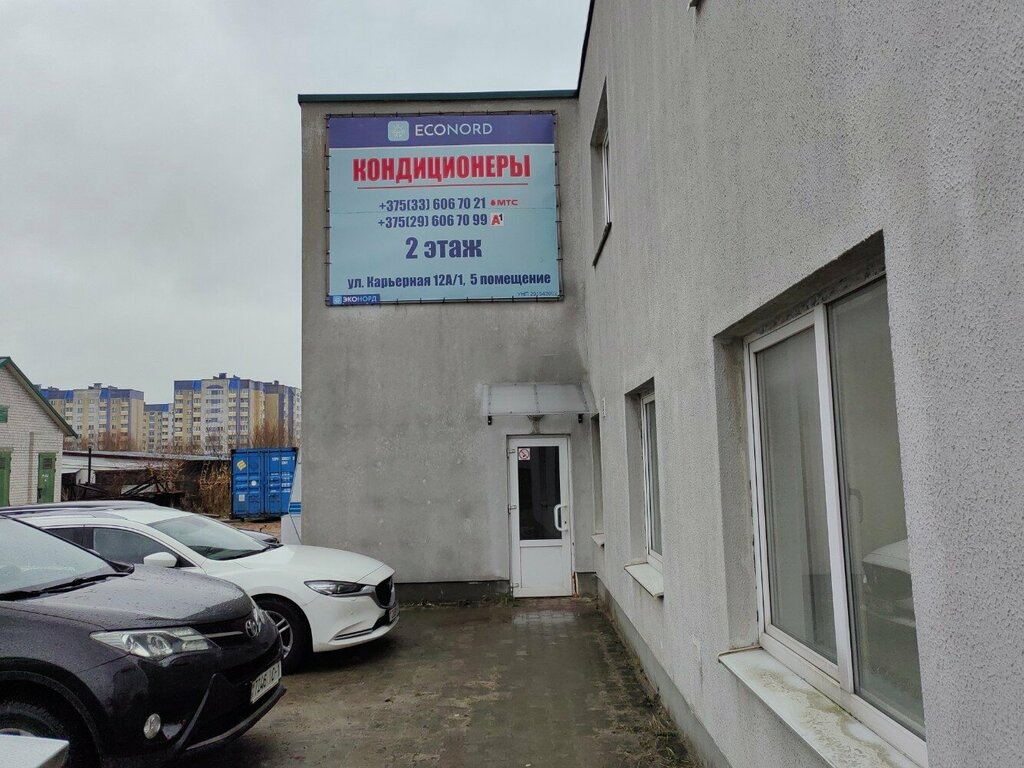 ECONORD
КОНДИЦИОНЕРЫ
+375(33) 606 70 21 МТС
+375(29) 606 70 99 А1
2 этаж
ул. Карьерная 12А/1, 5 помещение
ЭКОНОРД